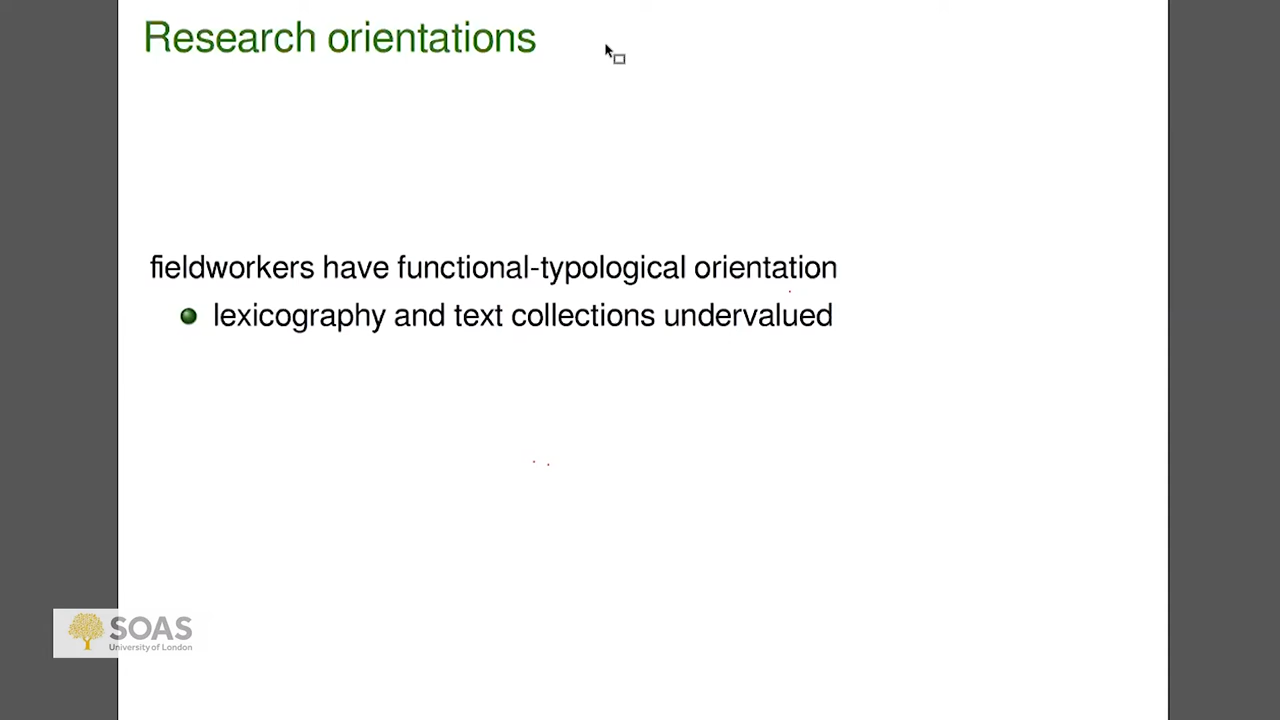 Research orientations
fieldworkers have functional-typological orientation
lexicography and text collections undervalued
SOAS
University of London